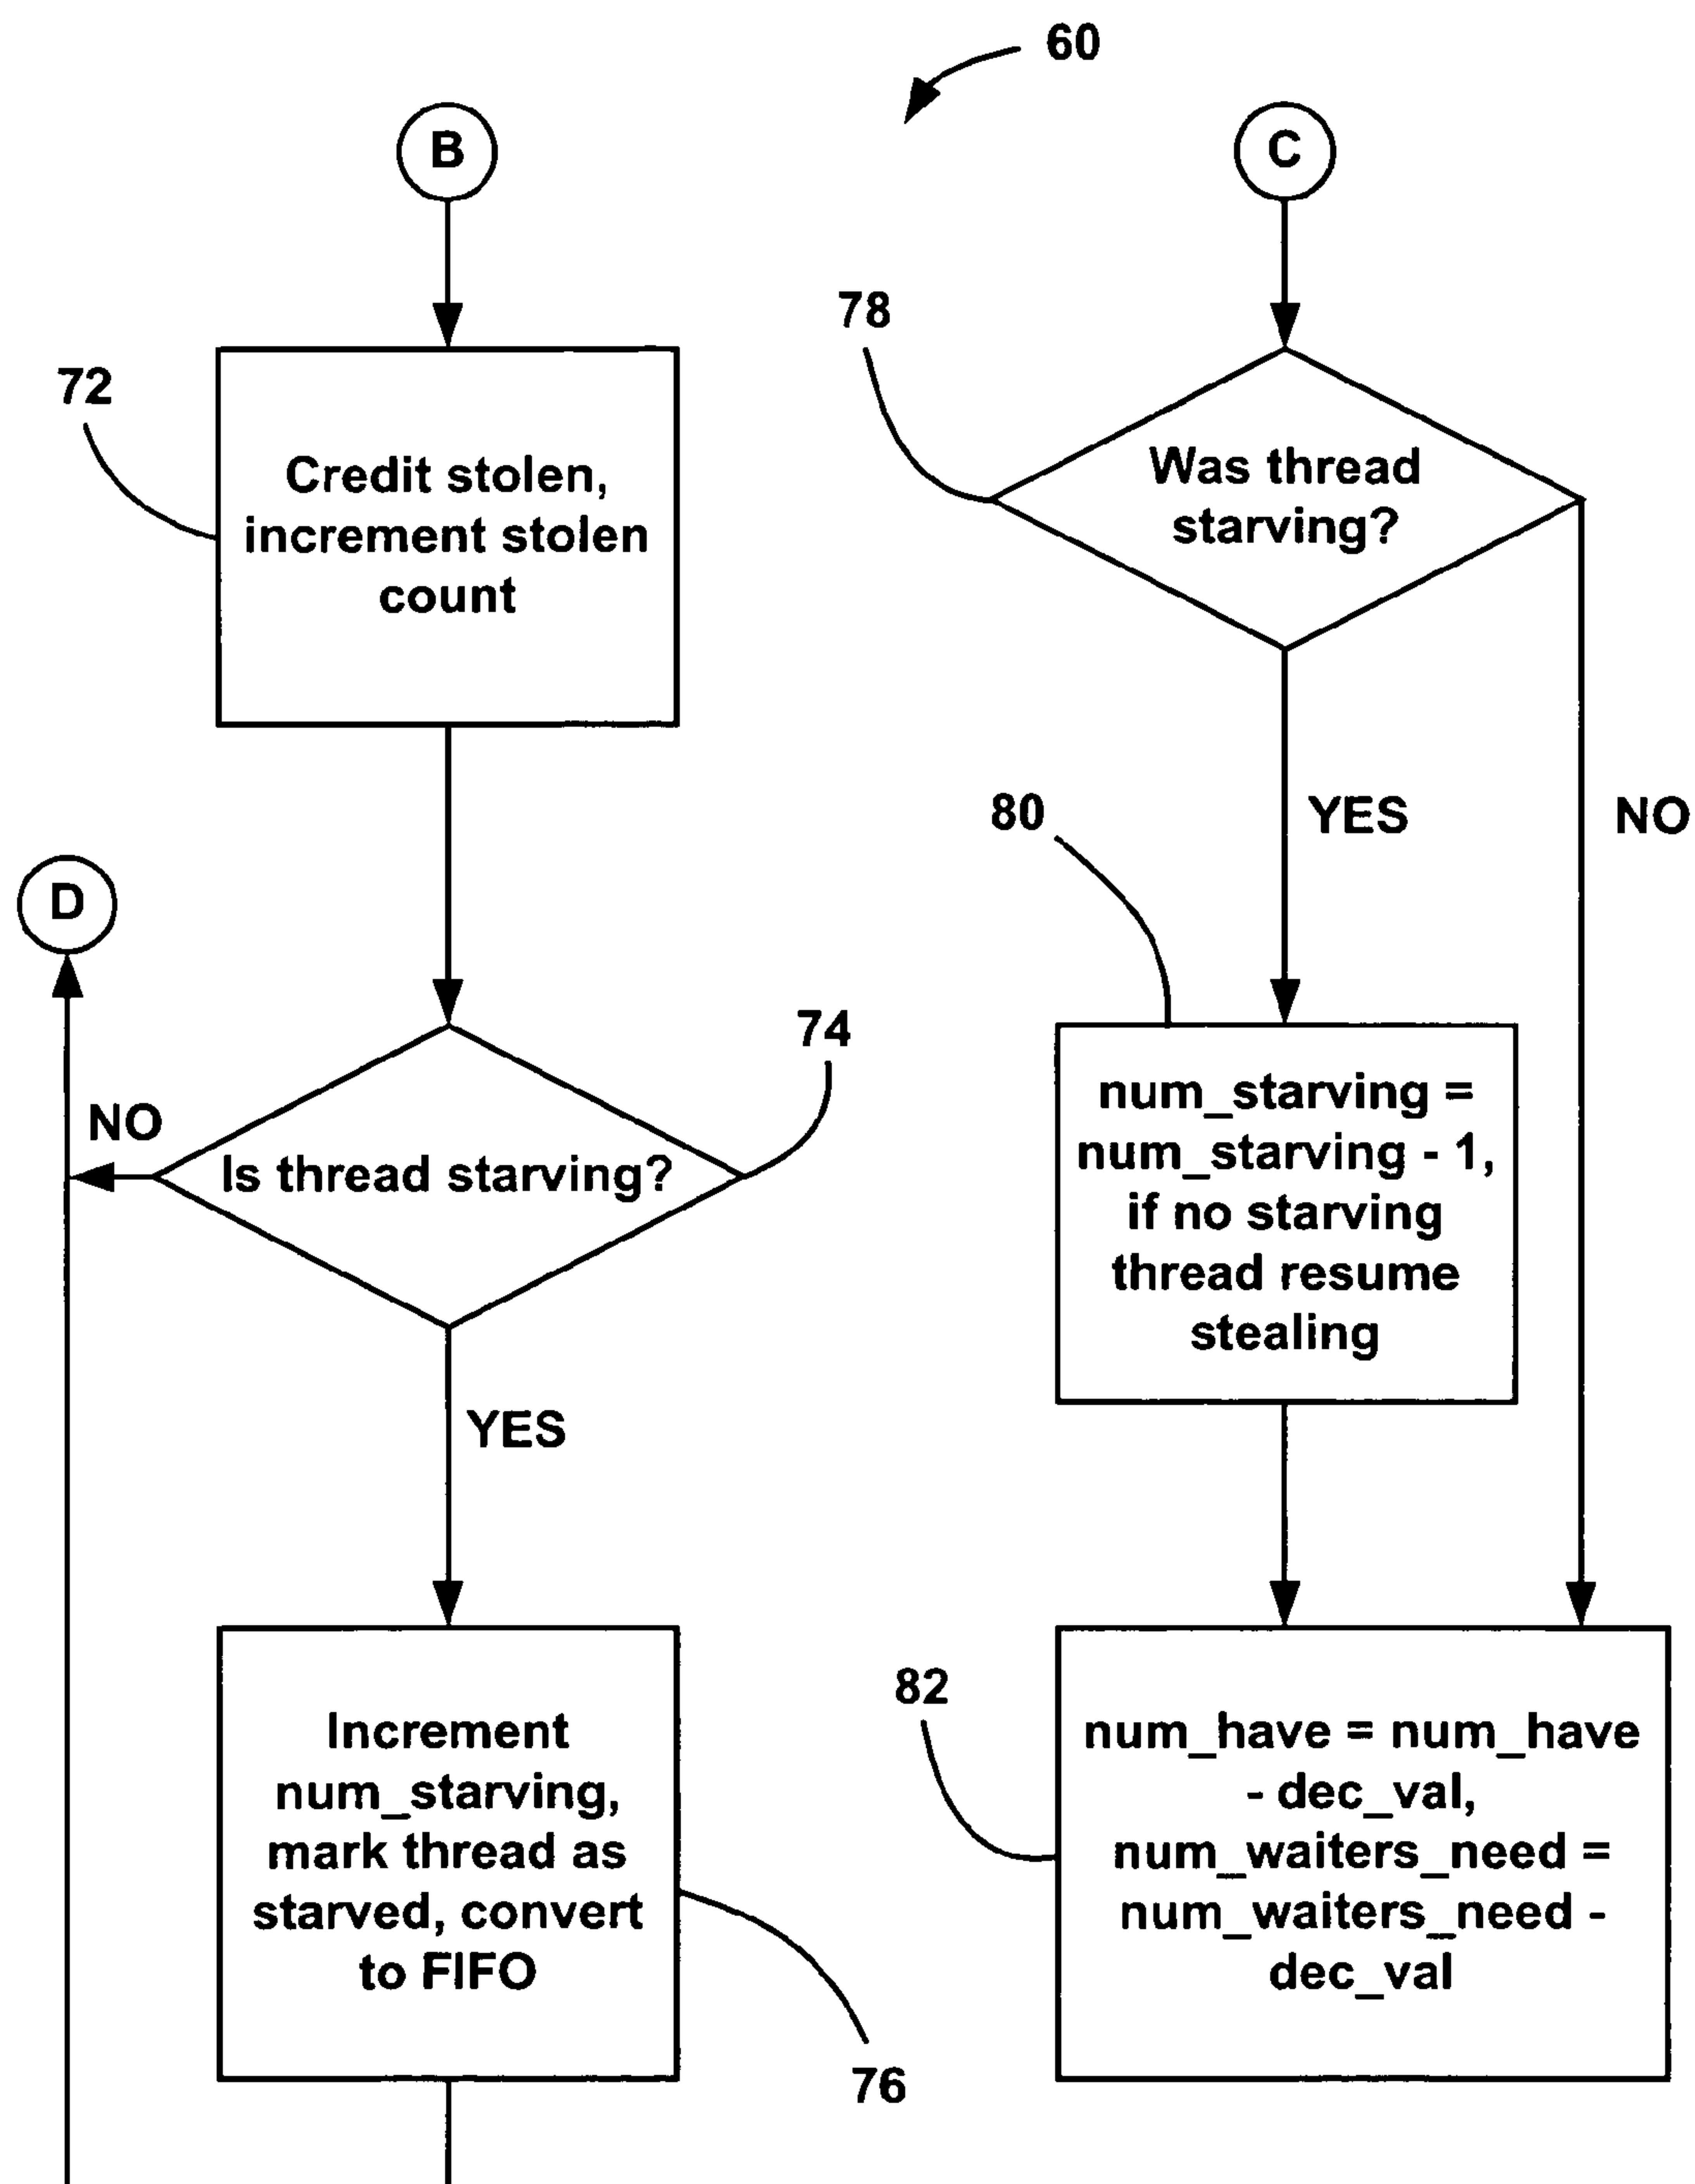 60
B
C
78
72
Credit stolen,
increment stolen
count
Was thread
starving?
80
YES
NO
D
74
NO
Is thread starving?
num_starving =
num_starving - 1,
if no starving
thread resume
stealing
YES
82
Increment
num_starving,
mark thread as
starved, convert
to FIFO
num_have = num_have
- dec_val,
num_waiters_need =
num_waiters_need -
dec_val
76